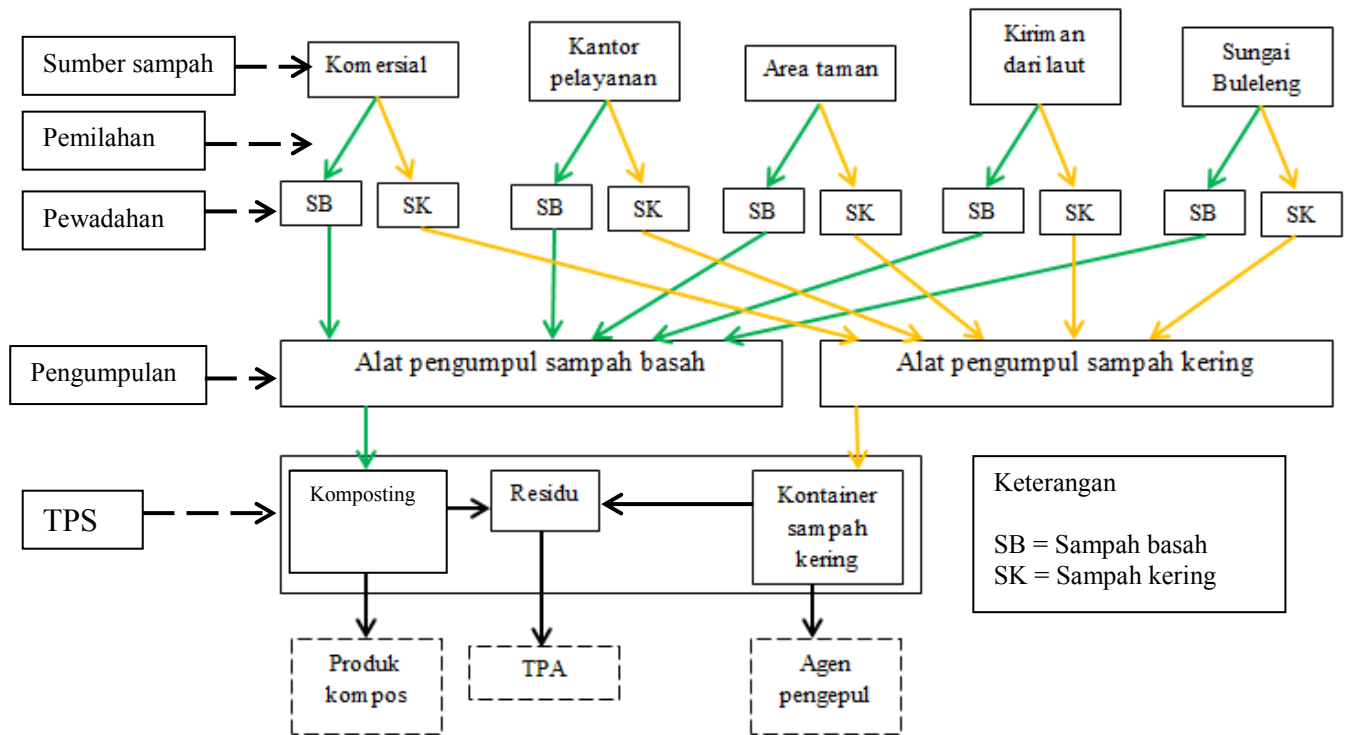 Sumber sampah
Komersial
Kantor
pelayanan
Area taman
Kiriman
dari laut
Sungai
Buleleng
Pemilahan
Pewadahan
SB
SK
SB
SK
SB
SK
SB
SK
SB
SK
Pengumpulan
Alat pengumpul sampah basah
Alat pengumpul sampah kering
TPS
Komposting
Residu
Kontainer
sampah
kering
Keterangan
SB = Sampah basah
SK = Sampah kering
Produk
kompos
TPA
Agen
pengepul